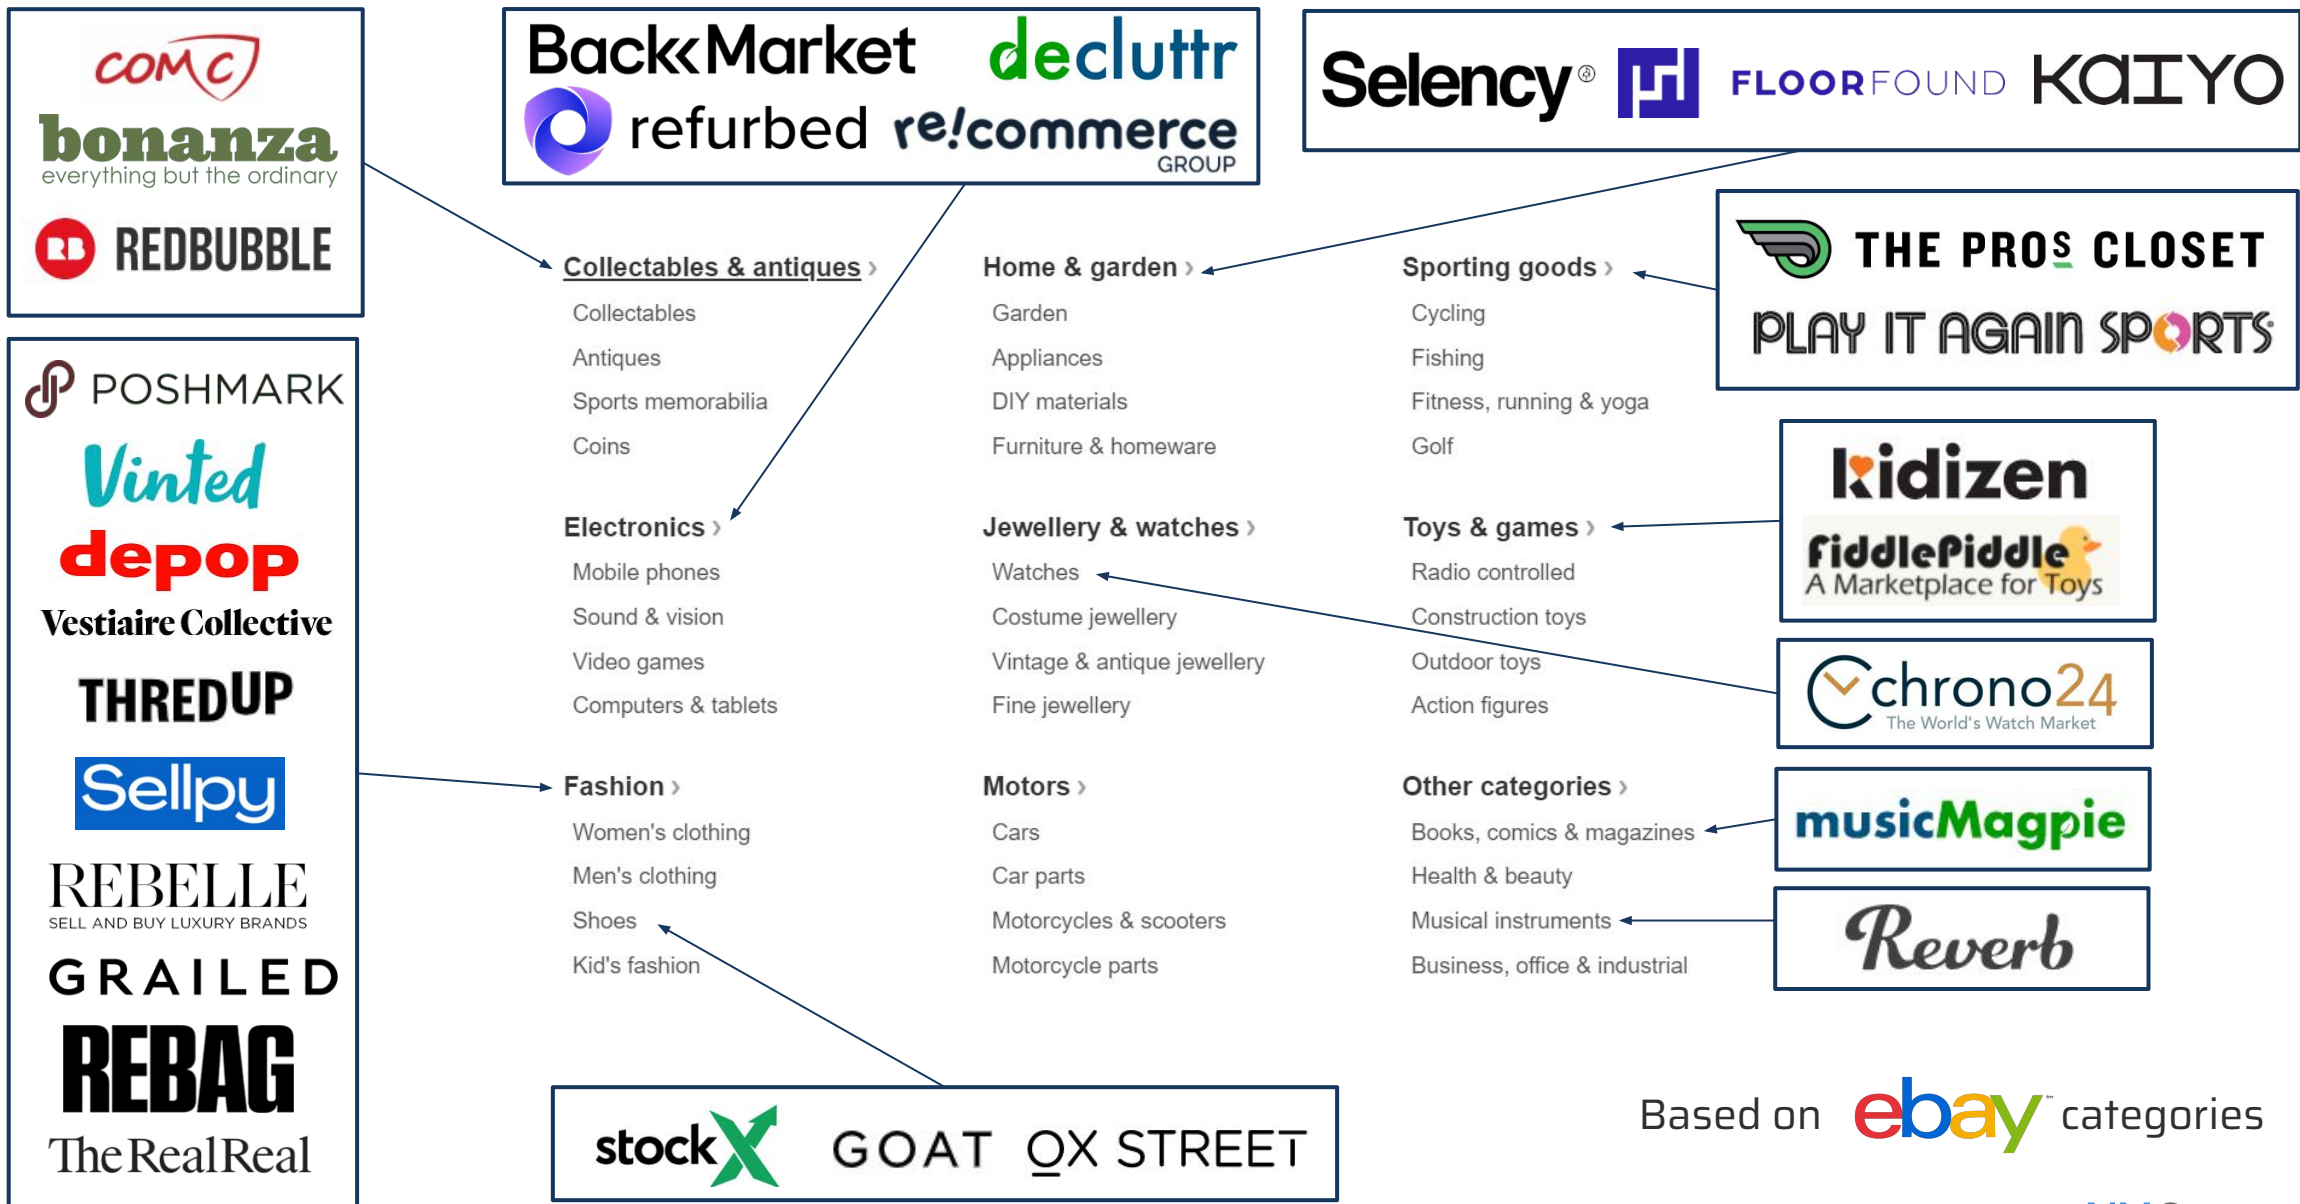 COMC
bonanza
everything but the ordinary
RB REDBUBBLE
BackMarket
decluttr
refurbed
re!commerce
GROUP
Selency®
FLOORFOUND
KAIYO
THE PROS CLOSET
PLAY IT AGAIN SPORTS
POSHMARK
Vinted
depop
Vestiaire Collective
THREDUP
Sellpy
REBELLE
SELL AND BUY LUXURY BRANDS
GRAILED
REBAG
TheRealReal
Collectables & antiques ›
Collectables
Antiques
Sports memorabilia
Coins
Home & garden ›
Garden
Appliances
DIY materials
Furniture & homeware
Sporting goods ›
Cycling
Fishing
Fitness, running & yoga
Golf
Electronics ›
Mobile phones
Sound & vision
Video games
Computers & tablets
Jewellery & watches ›
Watches
Costume jewellery
Vintage & antique jewellery
Fine jewellery
Toys & games ›
Radio controlled
Construction toys
Outdoor toys
Action figures
Fashion ›
Women's clothing
Men's clothing
Shoes
Kid's fashion
Motors ›
Cars
Car parts
Motorcycles & scooters
Motorcycle parts
Other categories ›
Books, comics & magazines
Health & beauty
Musical instruments
Business, office & industrial
kidizen
FiddlePiddle
A Marketplace for Toys
chrono24
The World's Watch Market
musicMagpie
Reverb
stockX
GOAT
OX STREET
Based on ebay™ categories